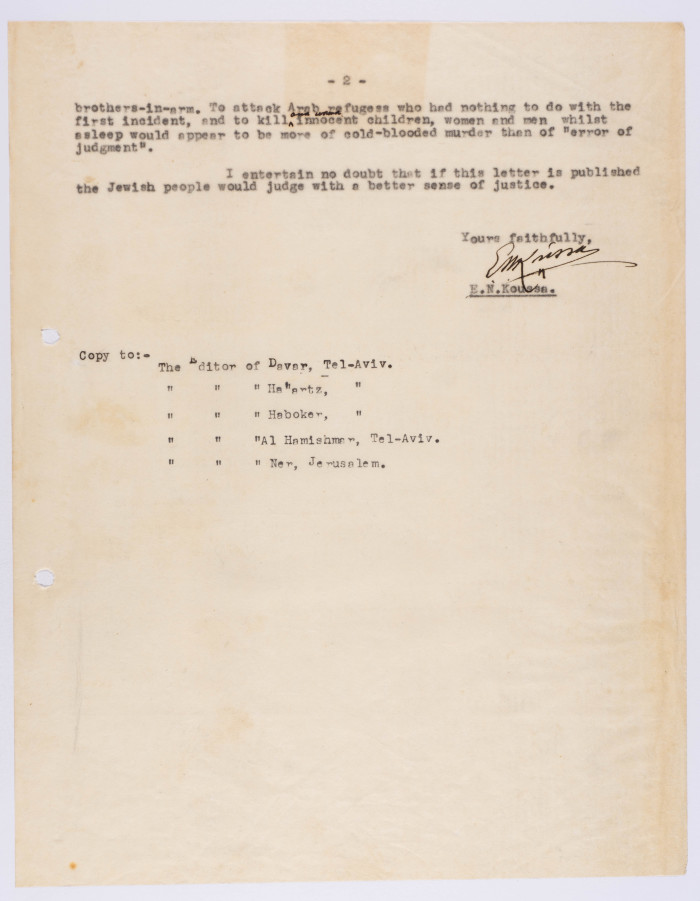 - 2 -
brothers-in-arm. To attack Arab refugess who had nothing to do with the
first incident, and to kill and wound innocent children, women and men whilst
asleep would appear to be more of cold-blooded murder than of "error of
judgment".
I entertain no doubt that if this letter is published
the Jewish people would judge with a better sense of justice.
Yours faithfully,
E.N.Koussa.
Copy to:- The Editor of Davar, Tel-Aviv.
" " " Ha"artz, "
" " " Haboker, "
" " "Al Hamishmar, Tel-Aviv.
" " " Ner, Jerusalem.